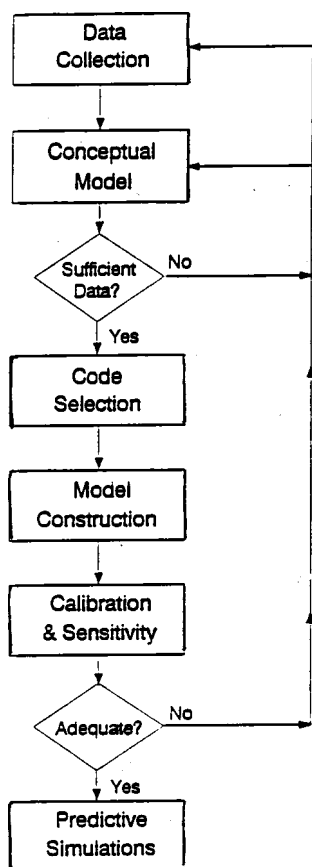 Data
Collection
Conceptual
Model
Sufficient
Data?
No
Yes
Code
Selection
Model
Construction
Calibration
& Sensitivity
Adequate?
No
Yes
Predictive
Simulations